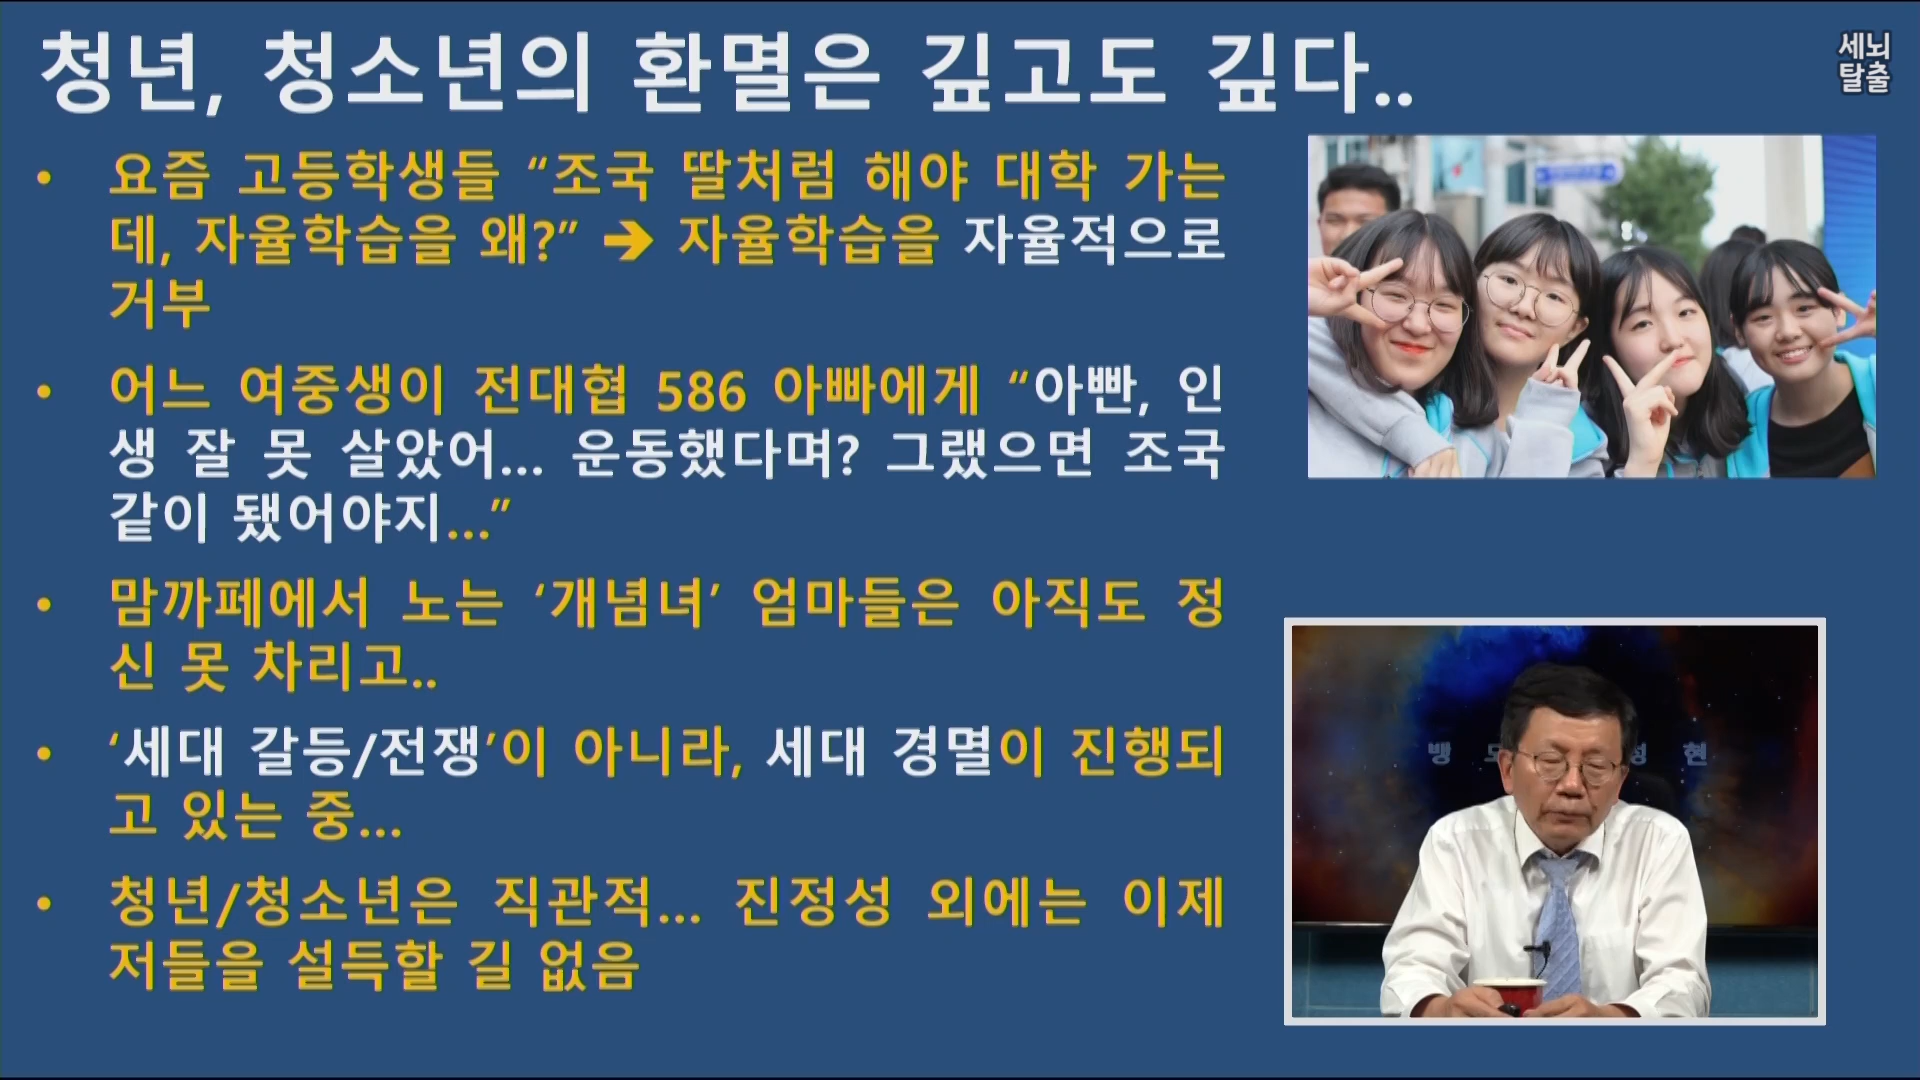 청년, 청소년의 환멸은 깊고도 깊다..
세뇌
탈출
• 요즘 고등학생들 “조국 딸처럼 해야 대학 가는
데, 자율학습을 왜?” ➔ 자율학습을 자율적으로
거부
• 어느 여중생이 전대협 586 아빠에게 “아빤, 인
생 잘 못 살았어... 운동했다며? 그랬으면 조국
같이 됐어야지...”
• 맘까페에서 노는 ‘개념녀’ 엄마들은 아직도 정
신 못 차리고..
• ‘세대 갈등/전쟁’이 아니라, 세대 경멸이 진행되
고 있는 중...
• 청년/청소년은 직관적... 진정성 외에는 이제
저들을 설득할 길 없음
뱅 모 성 현